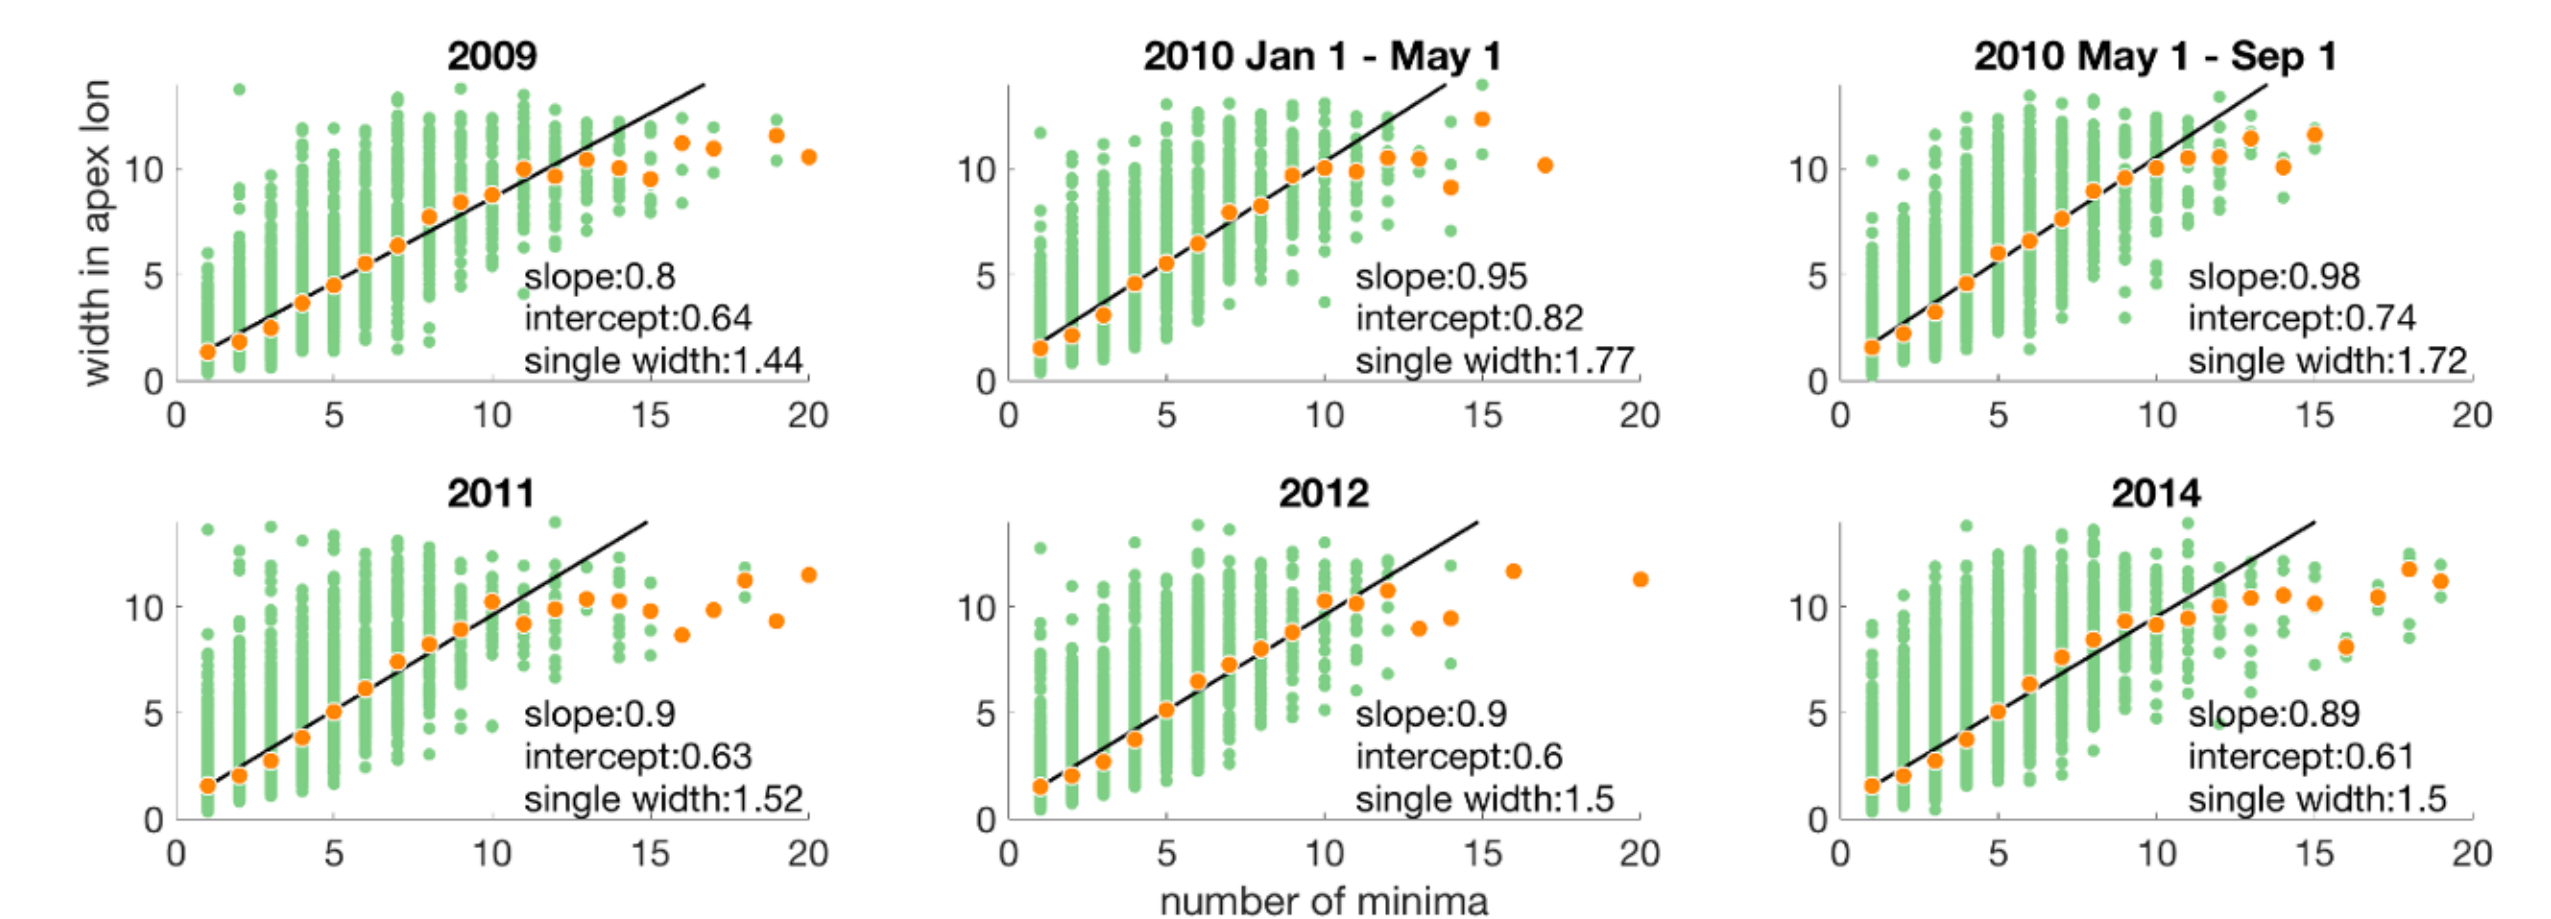 2009
2010 Jan 1 - May 1
2010 May 1 - Sep 1
width in apex lon
10
5
0
slope:0.8
intercept:0.64
single width:1.44
0 5 10 15 20
10
5
0
slope:0.95
intercept:0.82
single width:1.77
0 5 10 15 20
10
5
0
slope:0.98
intercept:0.74
single width:1.72
0 5 10 15 20
2011
2012
2014
10
5
0
slope:0.9
intercept:0.63
single width:1.52
0 5 10 15 20
10
5
0
slope:0.9
intercept:0.6
single width:1.5
0 5 10 15 20
10
5
0
slope:0.89
intercept:0.61
single width:1.5
0 5 10 15 20
number of minima